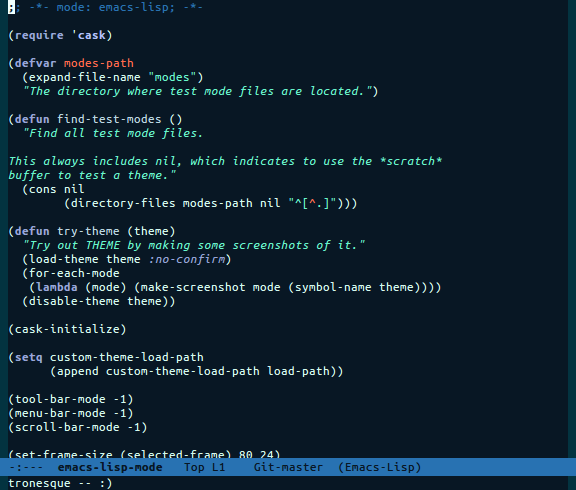 ;; -*- mode: emacs-lisp; -*-

(require 'cask)

(defvar modes-path
  (expand-file-name "modes")
  "The directory where test mode files are located.")

(defun find-test-modes ()
  "Find all test mode files.

This always includes nil, which indicates to use the *scratch*
buffer to test a theme."
  (cons nil
        (directory-files modes-path nil "^[^.]")))

(defun try-theme (theme)
  "Try out THEME by making some screenshots of it."
  (load-theme theme :no-confirm)
  (for-each-mode
   (lambda (mode) (make-screenshot mode (symbol-name theme))))
  (disable-theme theme))

(cask-initialize)

(setq custom-theme-load-path
      (append custom-theme-load-path load-path))

(tool-bar-mode -1)
(menu-bar-mode -1)
(scroll-bar-mode -1)

(set-frame-size (selected-frame) 80 24)
-:---  emacs-lisp-mode   Top L1    Git-master  (Emacs-Lisp)
tronesque -- :)